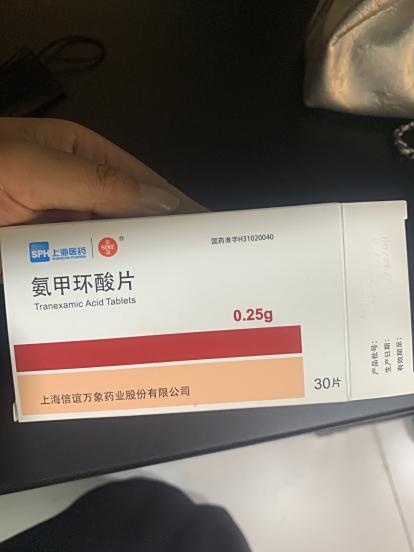 SPH 上海医药
国药准字H31020040
氨甲环酸片
Tranexamic Acid Tablets
0.25g
上海信谊万象药业股份有限公司
30片
产品批号:
生产日期:
有效期至: